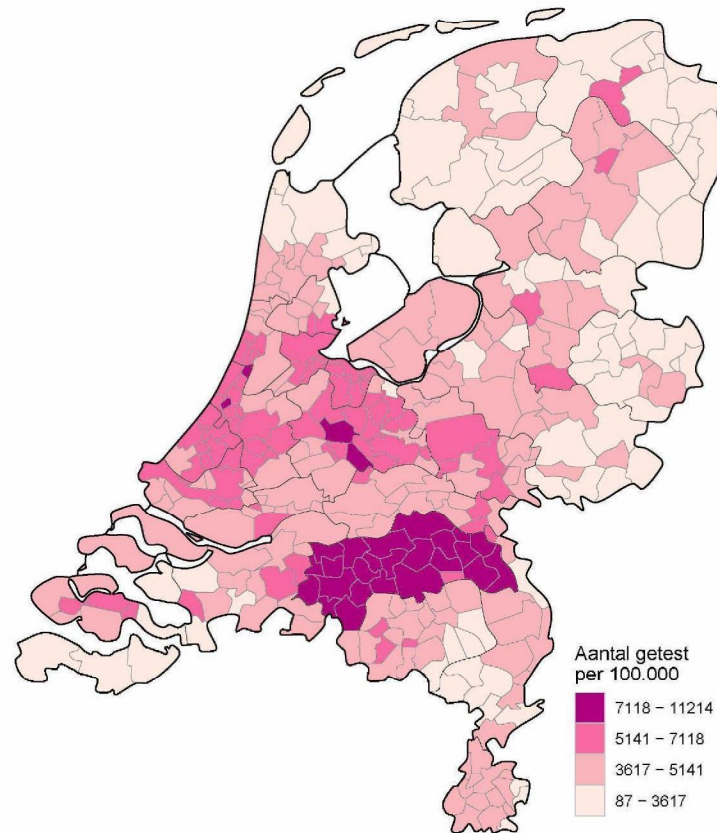 Aantal getest
per 100.000
7118 – 11214
5141 – 7118
3617 – 5141
87 – 3617